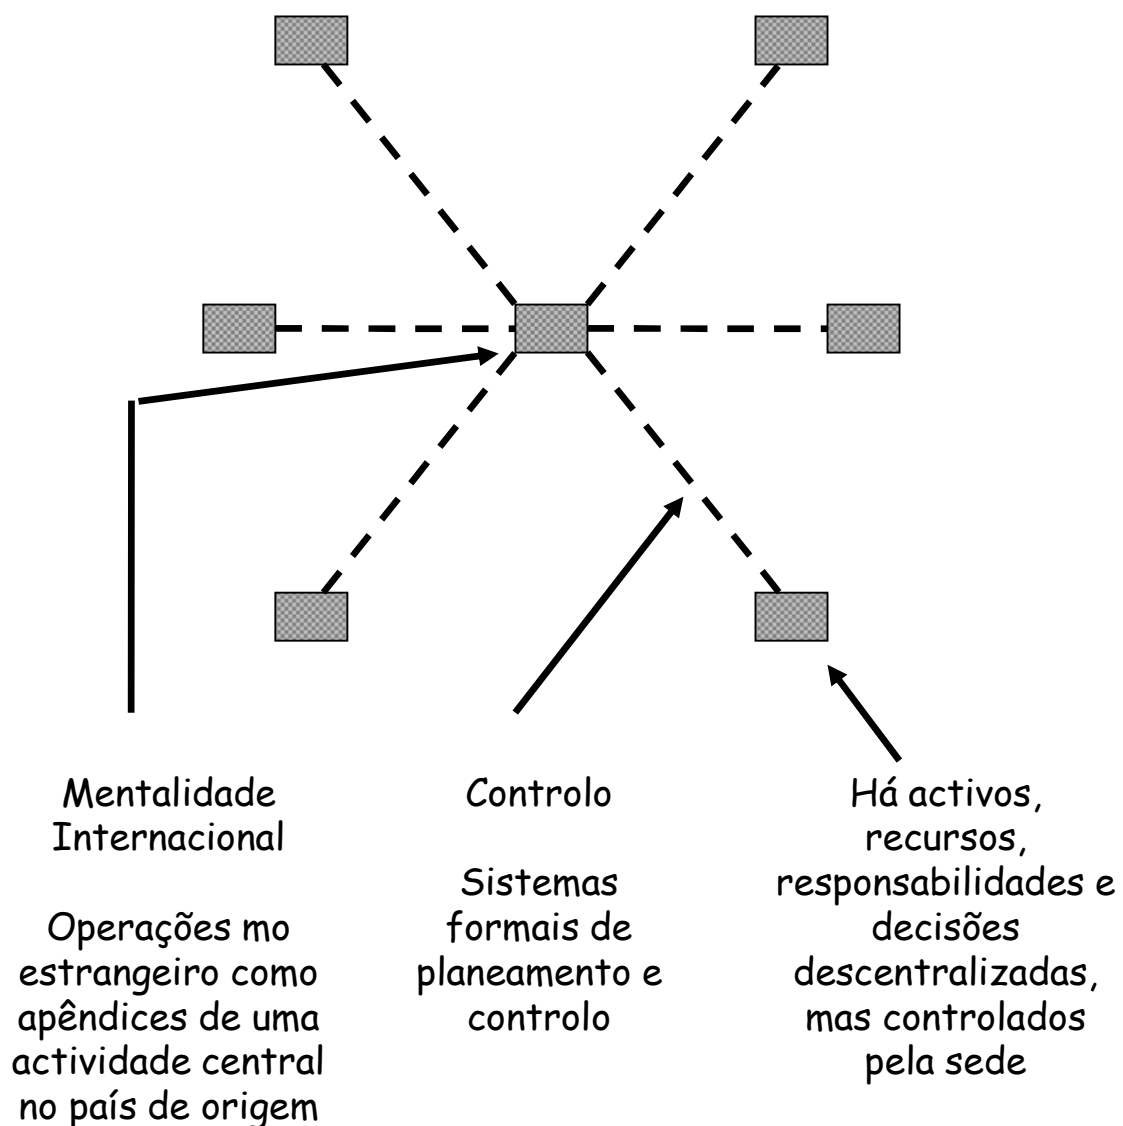 Mentalidade
Internacional
Operações mo
estrangeiro como
apêndices de uma
actividade central
no país de origem
Controlo
Sistemas
formais de
planeamento e
controlo
Há activos,
recursos,
responsabilidades e
decisões
descentralizadas,
mas controlados
pela sede